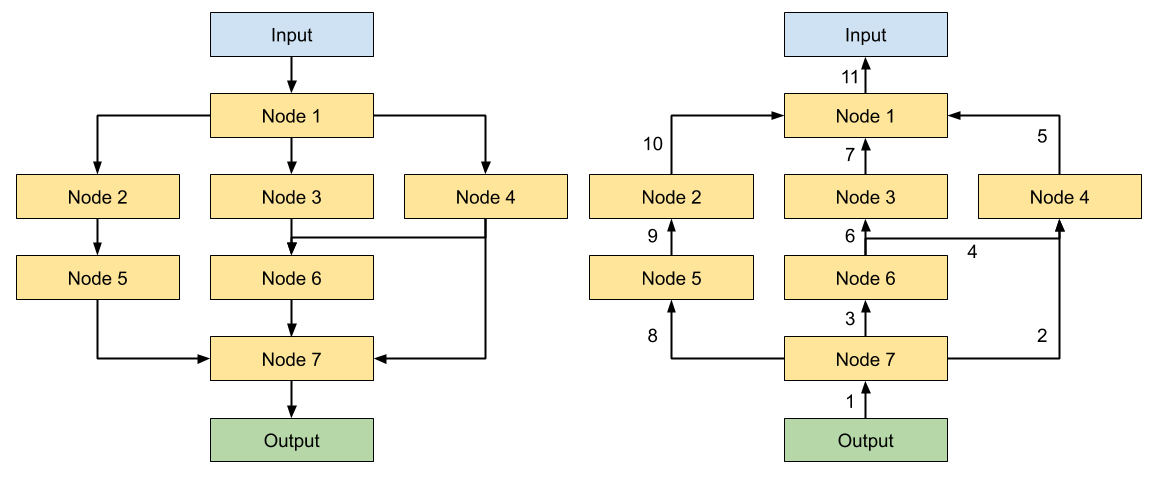 Input
Node 1
Node 2
Node 3
Node 4
Node 5
Node 6
Node 7
Output
Input
11
Node 1
10
7
5
Node 2
Node 3
Node 4
9
6
4
Node 5
Node 6
8
3
2
Node 7
1
Output